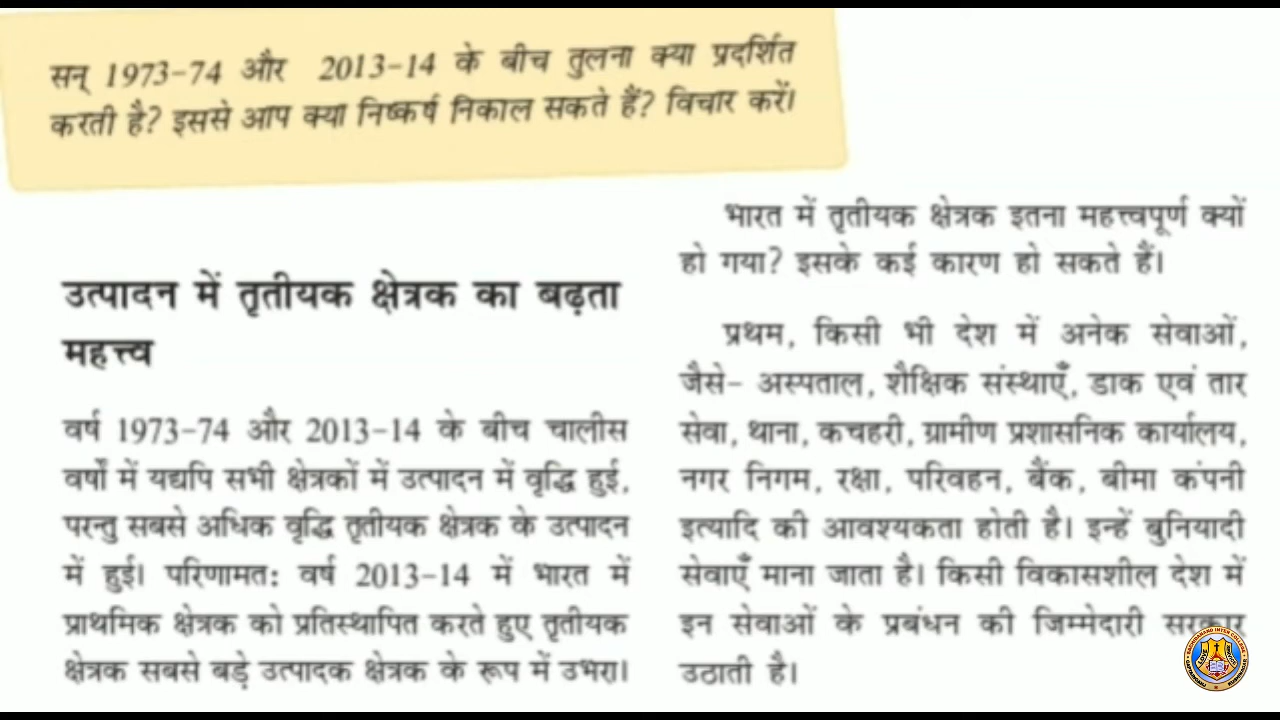 सन् 1973-74 और 2013-14 के बीच तुलना क्या प्रदर्शित
करती है? इससे आप क्या निष्कर्ष निकाल सकते हैं? विचार करें।
उत्पादन में तृतीयक क्षेत्रक का बढ़ता
महत्त्व
वर्ष 1973-74 और 2013-14 के बीच चालीस
वर्षों में यद्यपि सभी क्षेत्रकों में उत्पादन में वृद्धि हुई,
परन्तु सबसे अधिक वृद्धि तृतीयक क्षेत्रक के उत्पादन
में हुई। परिणामतः वर्ष 2013-14 में भारत में
प्राथमिक क्षेत्रक को प्रतिस्थापित करते हुए तृतीयक
क्षेत्रक सबसे बड़े उत्पादक क्षेत्रक के रूप में उभरा।
भारत में तृतीयक क्षेत्रक इतना महत्त्वपूर्ण क्यों
हो गया? इसके कई कारण हो सकते हैं।
प्रथम, किसी भी देश में अनेक सेवाओं,
जैसे- अस्पताल, शैक्षिक संस्थाएँ, डाक एवं तार
सेवा, थाना, कचहरी, ग्रामीण प्रशासनिक कार्यालय,
नगर निगम, रक्षा, परिवहन, बैंक, बीमा कंपनी
इत्यादि की आवश्यकता होती है। इन्हें बुनियादी
सेवाएँ माना जाता है। किसी विकासशील देश में
इन सेवाओं के प्रबंधन की जिम्मेदारी सरकार
उठाती है।